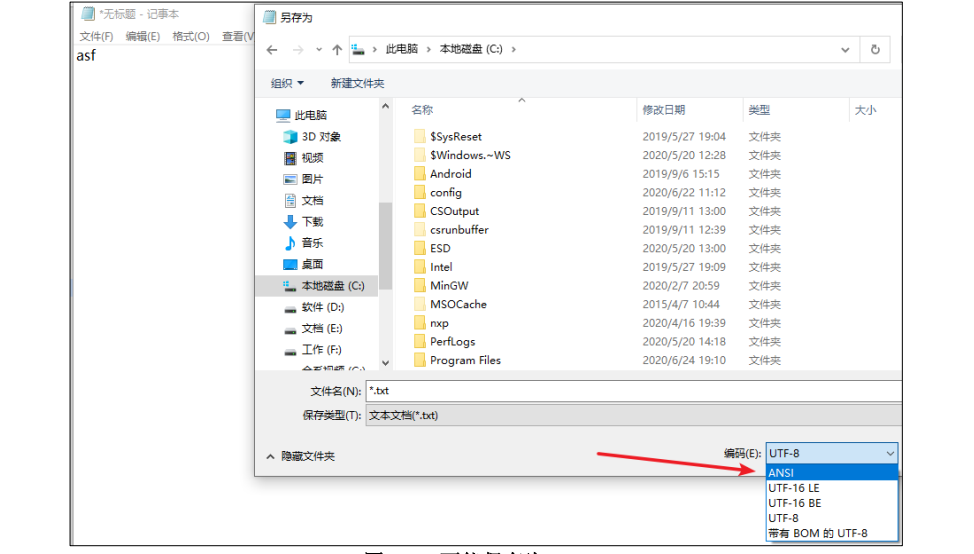 *无标题 - 记事本
文件(F) 编辑(E) 格式(O) 查看(V
asf
另存为
此电脑 › 本地磁盘 (C:) ›
组织 新建文件夹
名称 修改日期 类型 大小
此电脑
3D 对象
视频
图片
文档
下载
音乐
桌面
本地磁盘 (C:)
软件 (D:)
文档 (E:)
工作 (F:)
$SysReset 2019/5/27 19:04 文件夹
$Windows.~WS 2020/5/20 12:28 文件夹
Android 2019/9/6 15:15 文件夹
config 2020/6/22 11:12 文件夹
CSOutput 2019/9/11 13:00 文件夹
csrunbuffer 2019/9/11 12:39 文件夹
ESD 2020/5/20 13:00 文件夹
Intel 2019/5/27 19:09 文件夹
MinGW 2020/2/7 20:59 文件夹
MSOCache 2015/4/7 10:44 文件夹
nxp 2020/4/16 19:39 文件夹
PerfLogs 2020/5/20 14:18 文件夹
Program Files 2020/6/24 19:10 文件夹
文件名(N): *.txt
保存类型(T): 文本文档(*.txt)
隐藏文件夹
编码(E): UTF-8
ANSI
UTF-16 LE
UTF-16 BE
UTF-8
带有 BOM 的 UTF-8